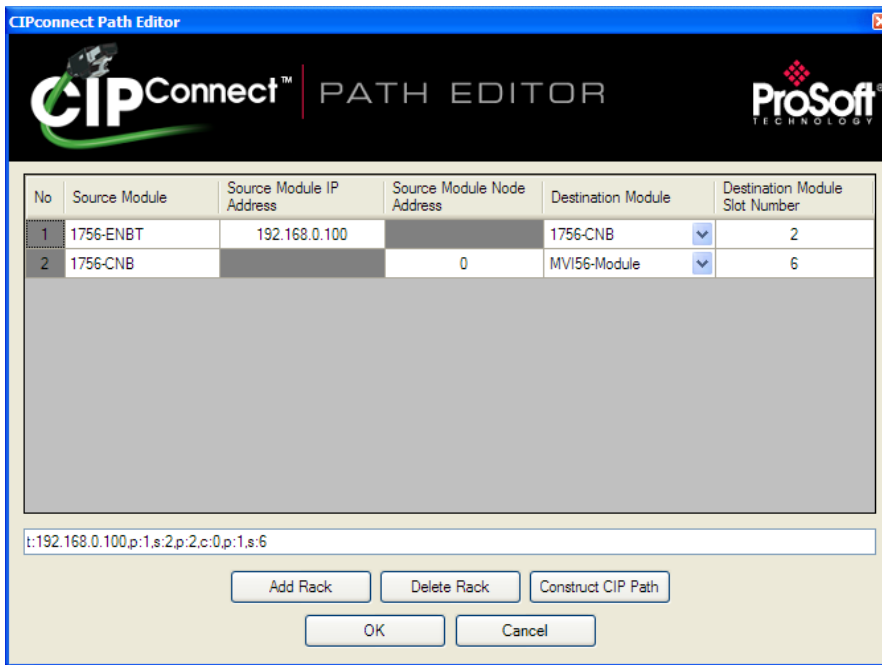 CIPconnect Path Editor
CIPConnect™ PATH EDITOR
ProSoft®
TECHNOLOGY
No Source Module Source Module IP Address Source Module Node Address Destination Module Destination Module Slot Number
1 1756-ENBT 192.168.0.100 1756-CNB 2
2 1756-CNB 0 MVI56-Module 6
t:192.168.0.100,p:1,s:2,p:2,c:0,p:1,s:6
Add Rack Delete Rack Construct CIP Path
OK Cancel